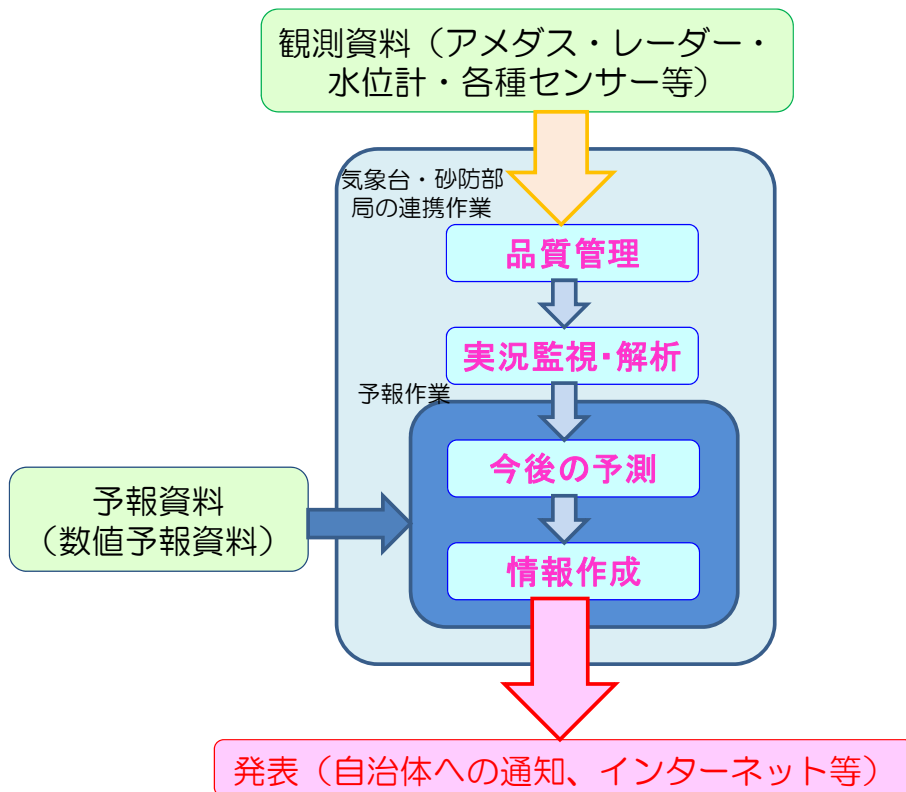 観測資料（アメダス・レーダー・
水位計・各種センサー等）
気象台・砂防部
局の連携作業
品質管理
実況監視・解析
予報作業
今後の予測
予報資料
（数値予報資料）
情報作成
発表（自治体への通知、インターネット等）